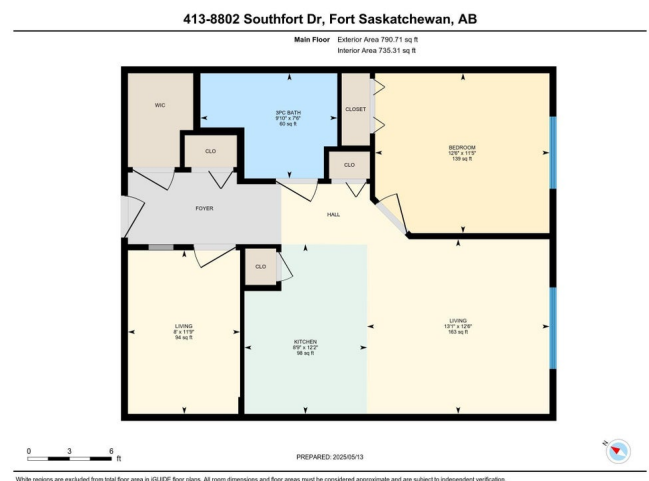 413-8802 Southfort Dr, Fort Saskatchewan, AB
Main Floor Exterior Area 790.71 sq ft
Interior Area 735.31 sq ft
WIC
3PC BATH
9'10" x 7'6"
60 sq ft
CLOSET
BEDROOM
12'6" x 11'5"
139 sq ft
CLO
CLO
FOYER
HALL
CLO
LIVING
8' x 11'9"
94 sq ft
KITCHEN
8'9" x 12'2"
98 sq ft
LIVING
13'1" x 12'6"
163 sq ft
0 3 6
ft
PREPARED: 2025/05/13
N
White regions are excluded from total floor area in iGUIDE floor plans. All room dimensions and floor areas must be considered approximate and are subject to independent verification.